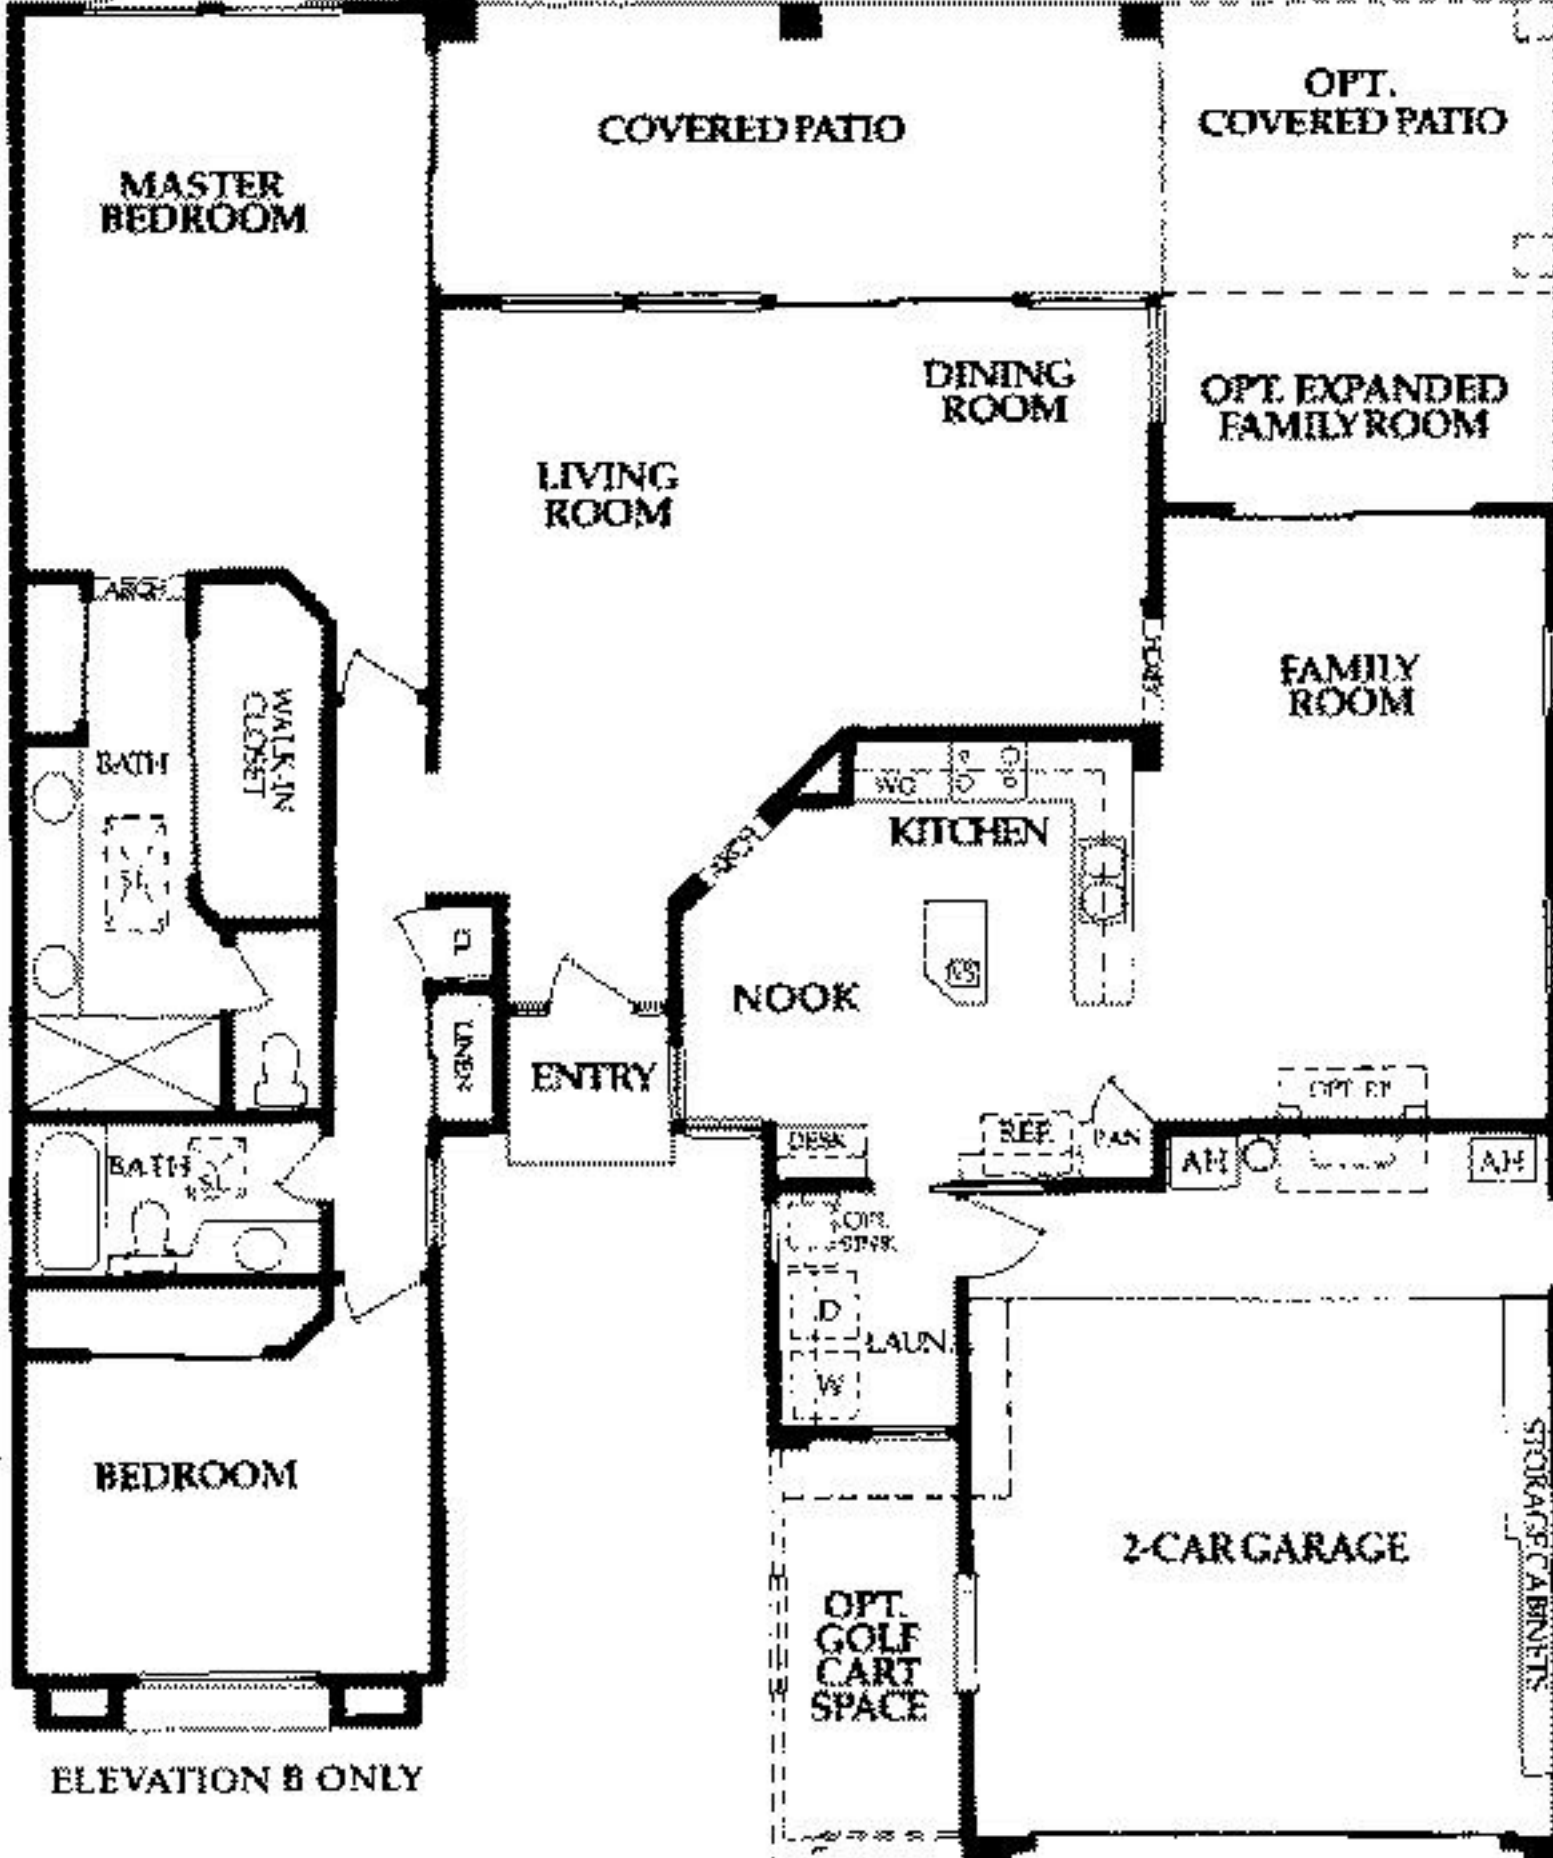 OPT.
COVERED PATIO
COVERED PATIO
MASTER
BEDROOM
DINING
ROOM
OPT. EXPANDED
FAMILY ROOM
LIVING
ROOM
ARCH
FAMILY
ROOM
WALK-IN
CLOSET
BATH
WO
KITCHEN
ARCH
NOOK
LINEN
ENTRY
DESK
REF.
PAN
AH
AH
BATH
OPT.
SINK
D
LAUN.
W
BEDROOM
STORAGE CABINETS
2-CAR GARAGE
OPT.
GOLF
CART
SPACE
ELEVATION B ONLY